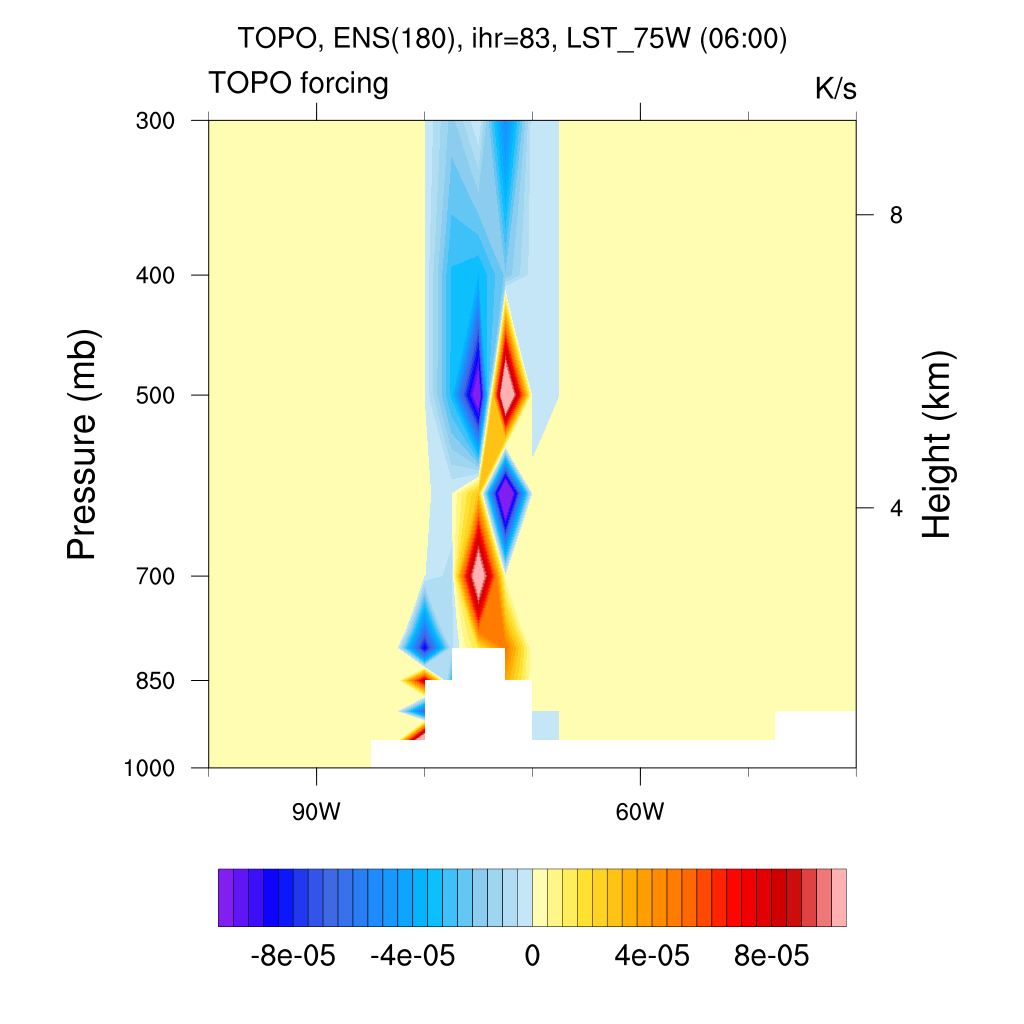 TOPO, ENS(180), ihr=83, LST_75W (06:00)
TOPO forcing
K/s
300
400
500
700
850
1000
Pressure (mb)
8
4
Height (km)
90W
60W
-8e-05
-4e-05
0
4e-05
8e-05